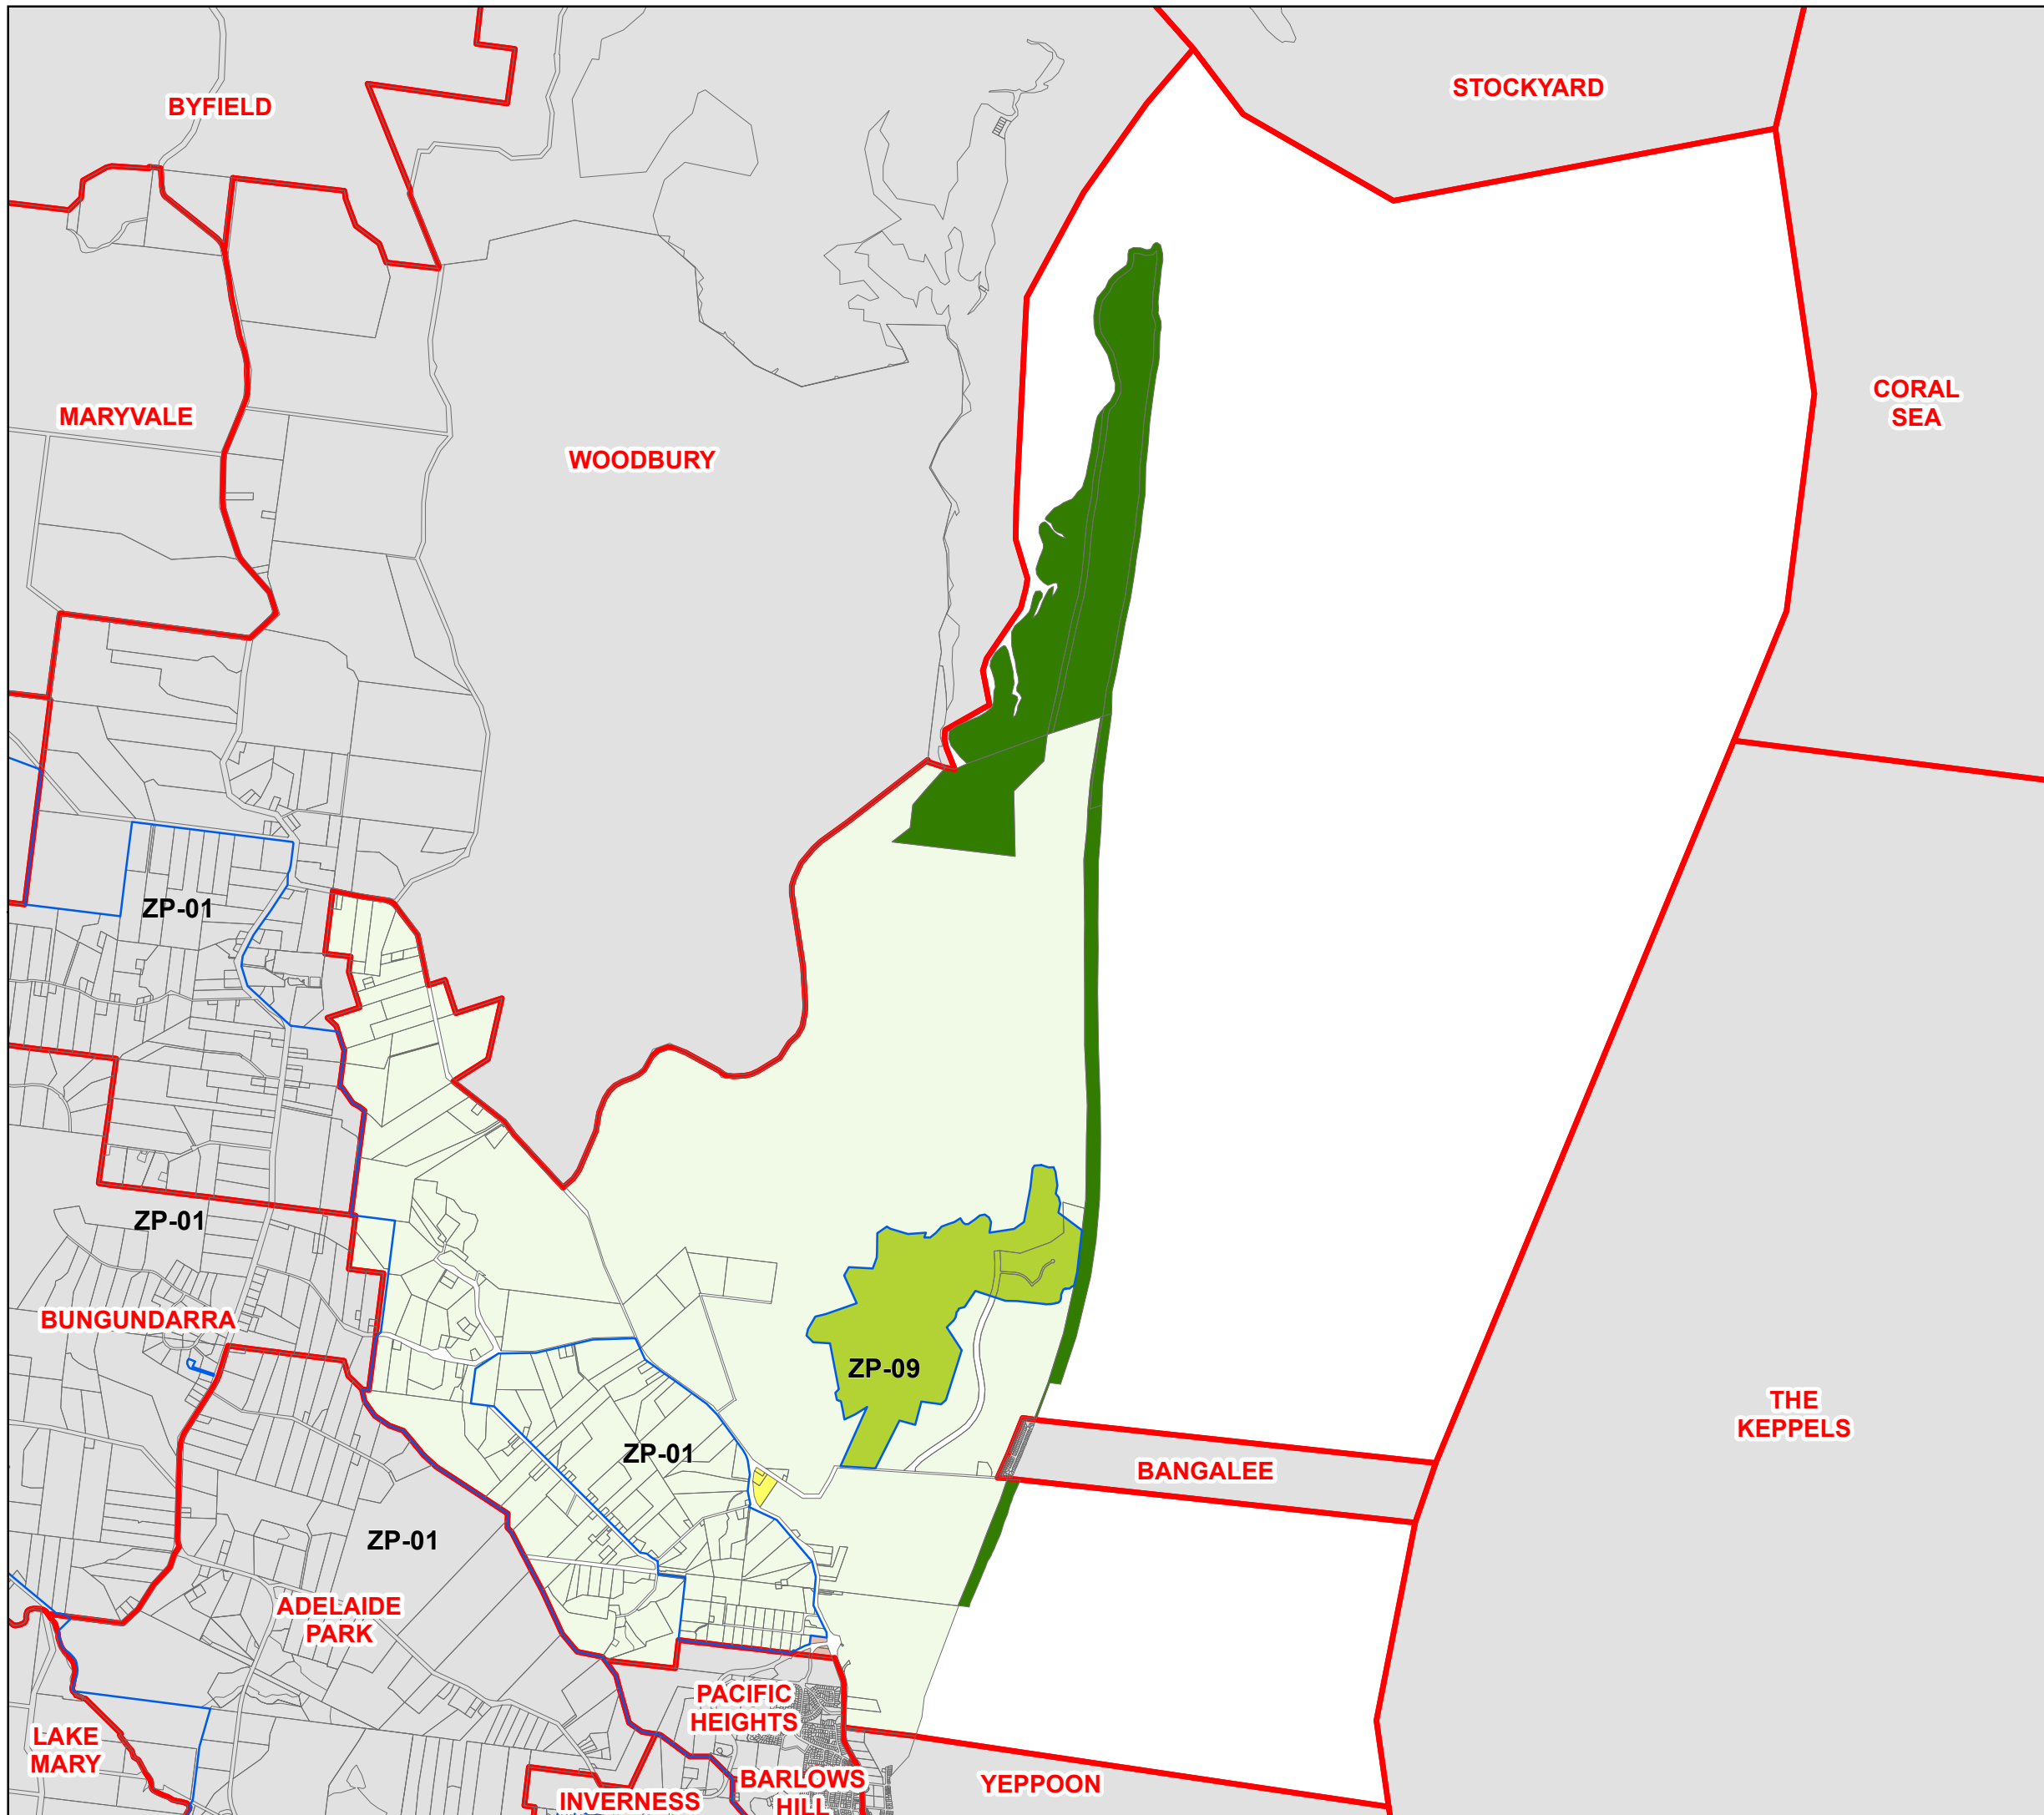 STOCKYARD
BYFIELD
CORAL
SEA
MARYVALE
WOODBURY
ZP-01
ZP-01
BUNGUNDARRA
ZP-09
THE
KEPPELS
ZP-01
BANGALEE
ZP-01
ADELAIDE
PARK
PACIFIC
HEIGHTS
LAKE
MARY
BARLOWS
HILL
YEPPOON
INVERNESS